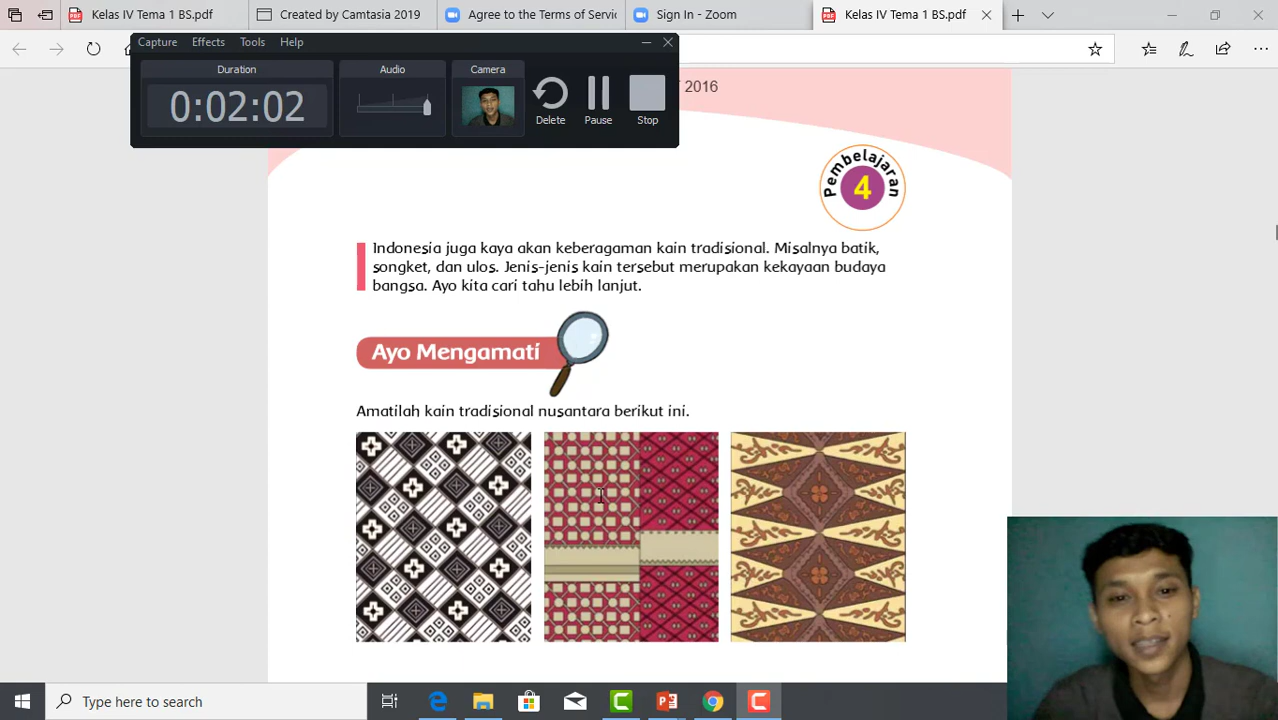 Kelas IV Tema 1 BS.pdf
Created by Camtasia 2019
Agree to the Terms of Servic
Sign In - Zoom
Kelas IV Tema 1 BS.pdf
Capture Effects Tools Help
Duration
Audio
Camera
0:02:02
Delete
Pause
Stop
2016
Pembelajaran
4
Indonesia juga kaya akan keberagaman kain tradisional. Misalnya batik,
songket, dan ulos. Jenis-jenis kain tersebut merupakan kekayaan budaya
bangsa. Ayo kita cari tahu lebih lanjut.
Ayo Mengamati
Amatilah kain tradisional nusantara berikut ini.
Type here to search